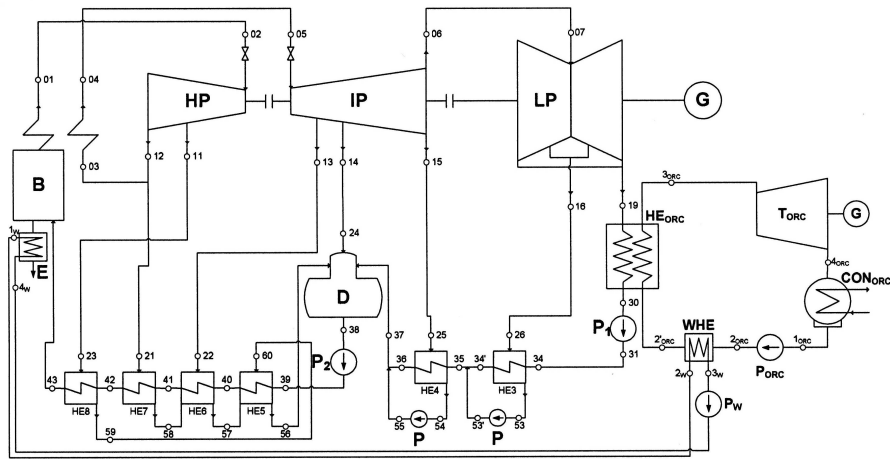 02 05 06 07
01 04
HP IP LP G
B
03 12 11 13 14 15 16 19 3ORC
HEORC TORC G
1W
E
4W
24
D
4ORC
CONORC
30
P1
31
38
P2
37 25 26
2'ORC WHE 2ORC PORC 1ORC
2W 3W
PW
23 21 22 60
43 42 41 40 39 36 35 34' 34
HE8 HE7 HE6 HE5 HE4 HE3
59 58 57 56 55 54 53' 53
P P